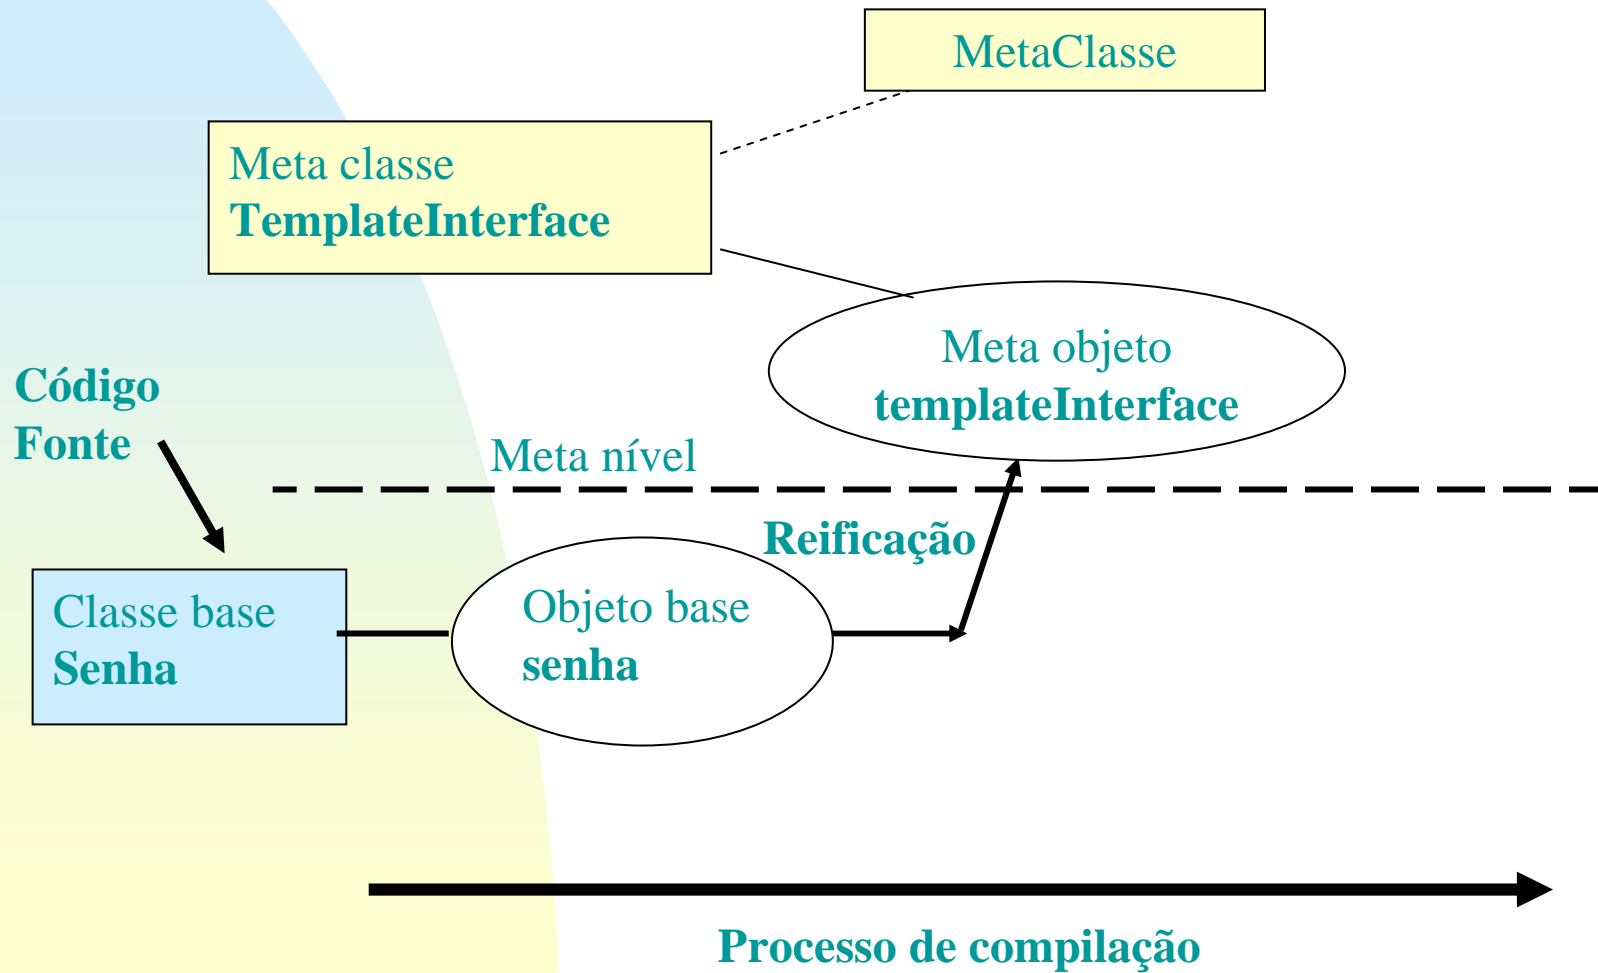 MetaClasse
Meta classe
TemplateInterface
Meta objeto
templateInterface
Código
Fonte
Meta nível
Reificação
Classe base
Senha
Objeto base
senha
Processo de compilação